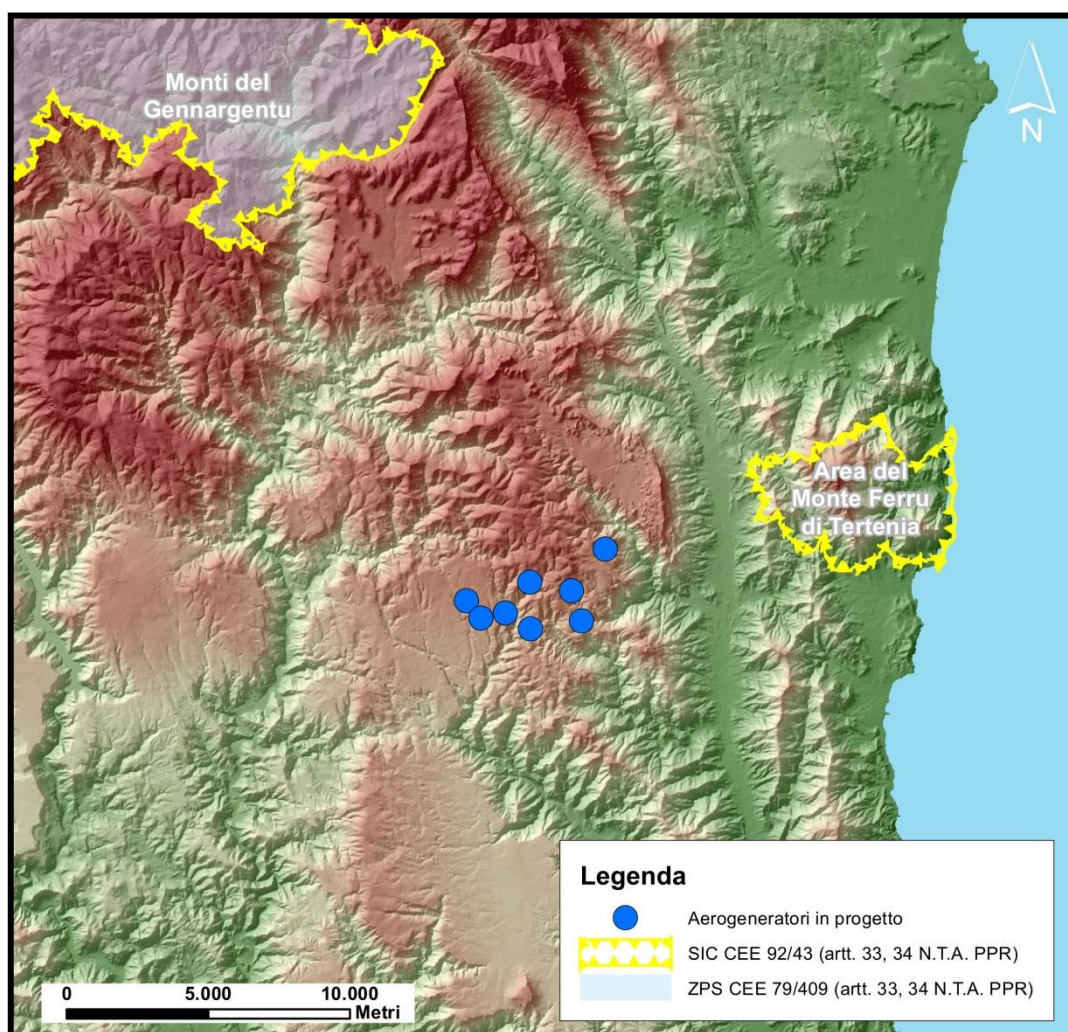 Monti del
Gennargentu
N
Area del
Monte Ferru
di Tertenia
Legenda
Aerogeneratori in progetto
SIC CEE 92/43 (artt. 33, 34 N.T.A. PPR)
ZPS CEE 79/409 (artt. 33, 34 N.T.A. PPR)
0 5.000 10.000
Metri